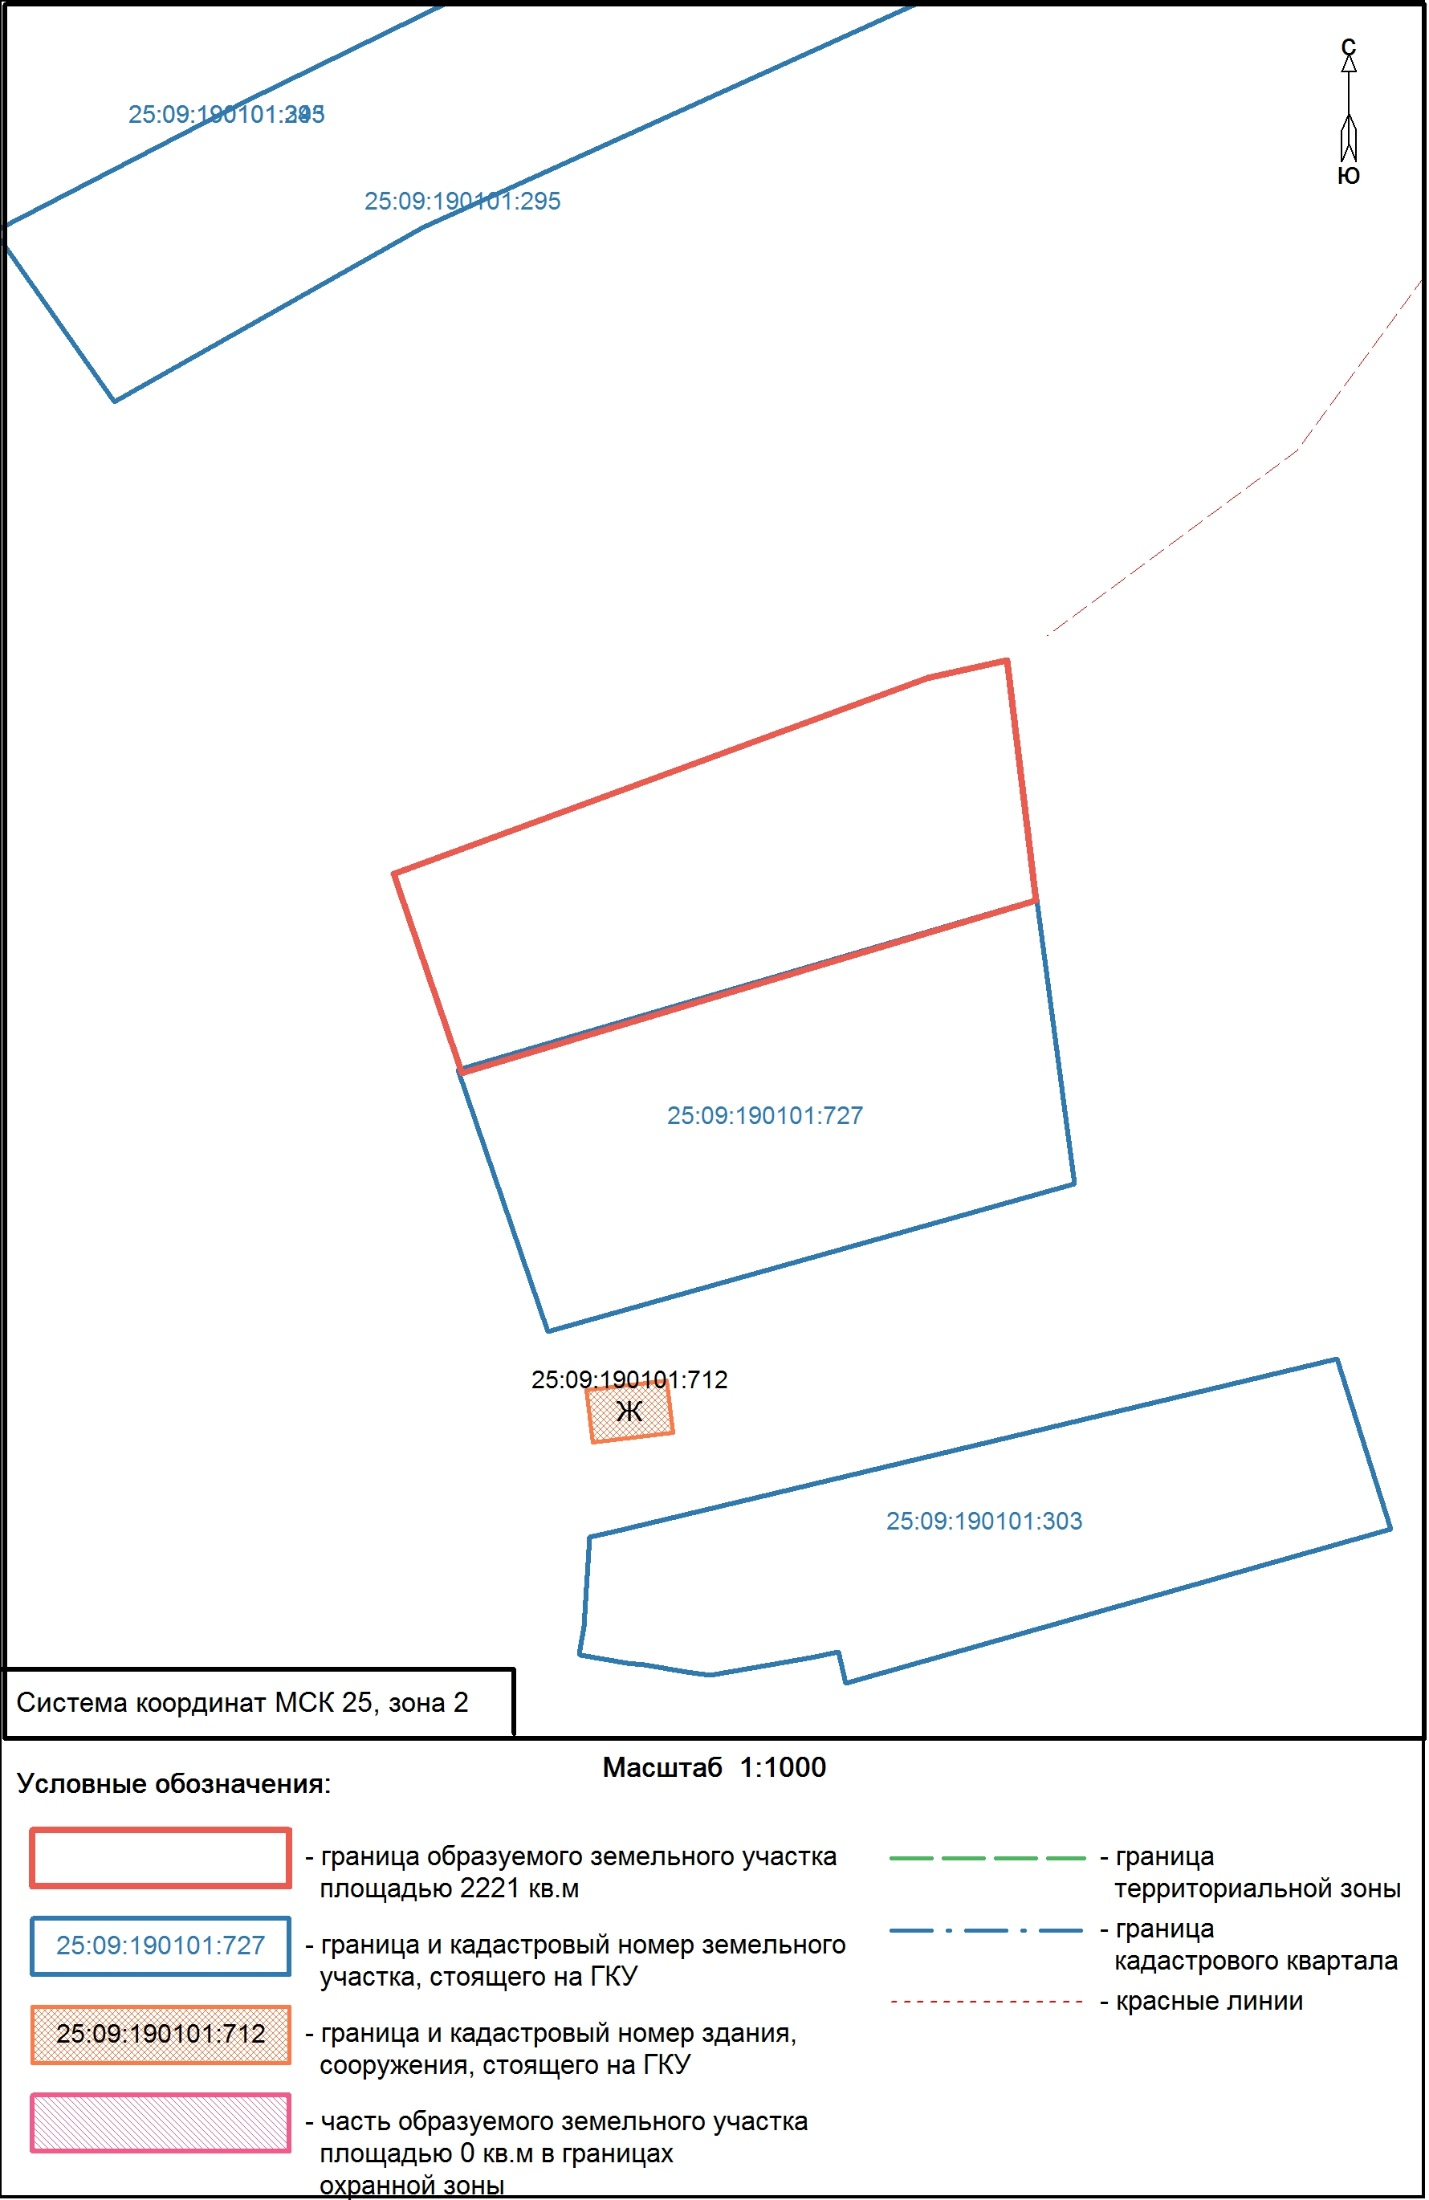 С
Ю
25:09:190101:295
25:09:190101:727
25:09:190101:712
Ж
25:09:190101:303
Система координат МСК 25, зона 2
Масштаб 1:1000
Условные обозначения:
- граница образуемого земельного участка
площадью 2221 кв.м
25:09:190101:727
- граница и кадастровый номер земельного
участка, стоящего на ГКУ
25:09:190101:712
- граница и кадастровый номер здания,
сооружения, стоящего на ГКУ
- часть образуемого земельного участка
площадью 0 кв.м в границах
охранной зоны
- граница
территориальной зоны
- граница
кадастрового квартала
- красные линии